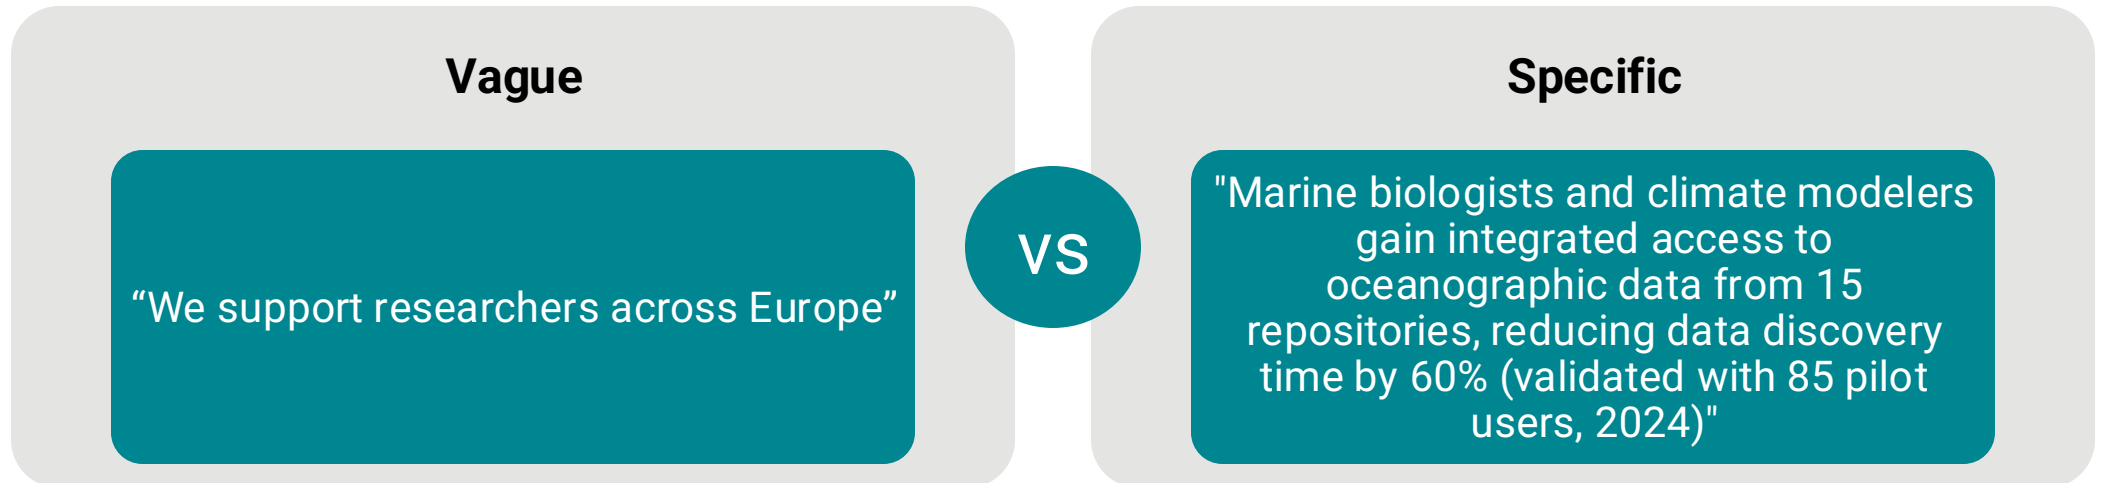 Vague
“We support researchers across Europe”
vs
Specific
"Marine biologists and climate modelers
gain integrated access to
oceanographic data from 15
repositories, reducing data discovery
time by 60% (validated with 85 pilot
users, 2024)"